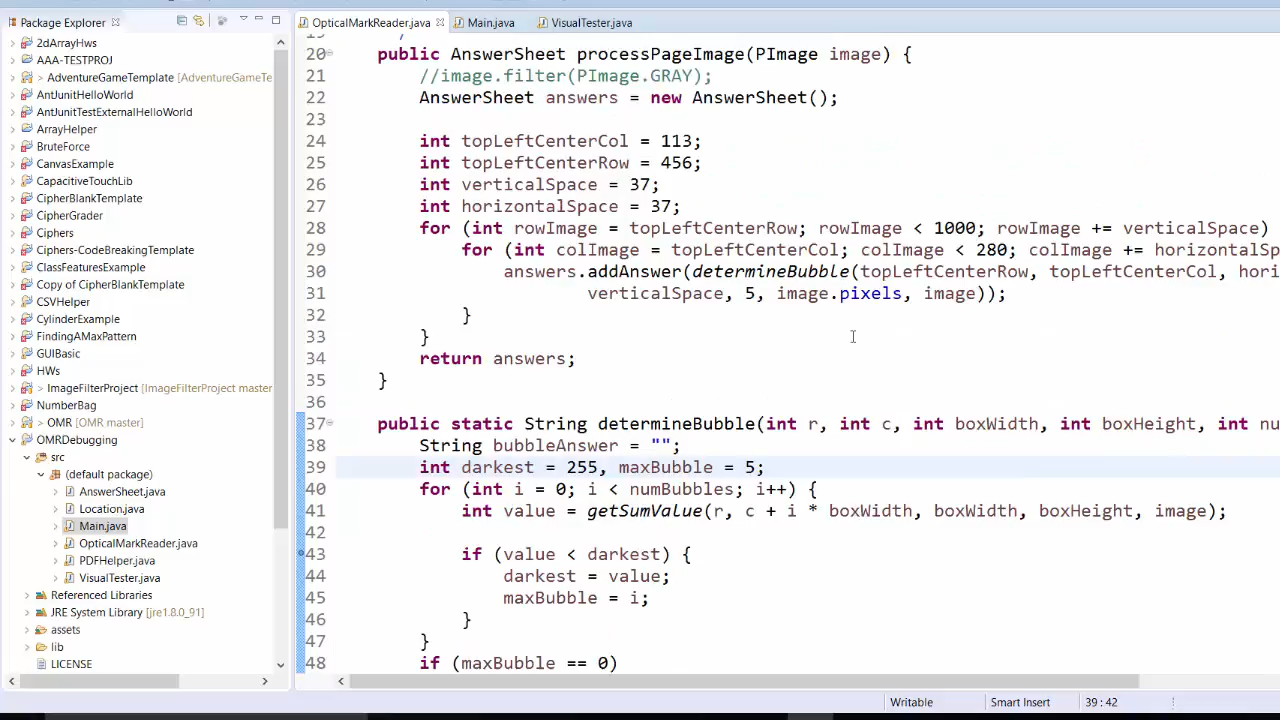 Package Explorer
OpticalMarkReader.java
Main.java
VisualTester.java
2dArrayHws
AAA-TESTPROJ
> AdventureGameTemplate [AdventureGameTe
AntUnitHelloWorld
AntUnitTestExternalHelloWorld
ArrayHelper
BruteForce
CanvasExample
CapacitiveTouchLib
CipherBlankTemplate
CipherGrader
Ciphers
Ciphers-CodeBreakingTemplate
ClassFeaturesExample
Copy of CipherBlankTemplate
CSVHelper
CylinderExample
FindingAMaxPattern
GUIBasic
HWs
> ImageFilterProject [ImageFilterProject master
NumberBag
> OMR [OMR master]
OMRDebugging
src
(default package)
AnswerSheet.java
Location.java
Main.java
OpticalMarkReader.java
PDFHelper.java
VisualTester.java
Referenced Libraries
JRE System Library [jre1.8.0_91]
assets
lib
LICENSE
19 */
20 public AnswerSheet processPageImage(PImage image) {
21 //image.filter(PImage.GRAY);
22 AnswerSheet answers = new AnswerSheet();
23
24 int topLeftCenterCol = 113;
25 int topLeftCenterRow = 456;
26 int verticalSpace = 37;
27 int horizontalSpace = 37;
28 for (int rowImage = topLeftCenterRow; rowImage < 1000; rowImage += verticalSpace)
29 for (int colImage = topLeftCenterCol; colImage < 280; colImage += horizontalSp
30 answers.addAnswer(determineBubble(topLeftCenterRow, topLeftCenterCol, hori
31 verticalSpace, 5, image.pixels, image));
32 }
33 }
34 return answers;
35 }
36
37 public static String determineBubble(int r, int c, int boxWidth, int boxHeight, int nu
38 String bubbleAnswer = "";
39 int darkest = 255, maxBubble = 5;
40 for (int i = 0; i < numBubbles; i++) {
41 int value = getSumValue(r, c + i * boxWidth, boxWidth, boxHeight, image);
42
43 if (value < darkest) {
44 darkest = value;
45 maxBubble = i;
46 }
47 }
48 if (maxBubble == 0)
Writable
Smart Insert
39 : 42